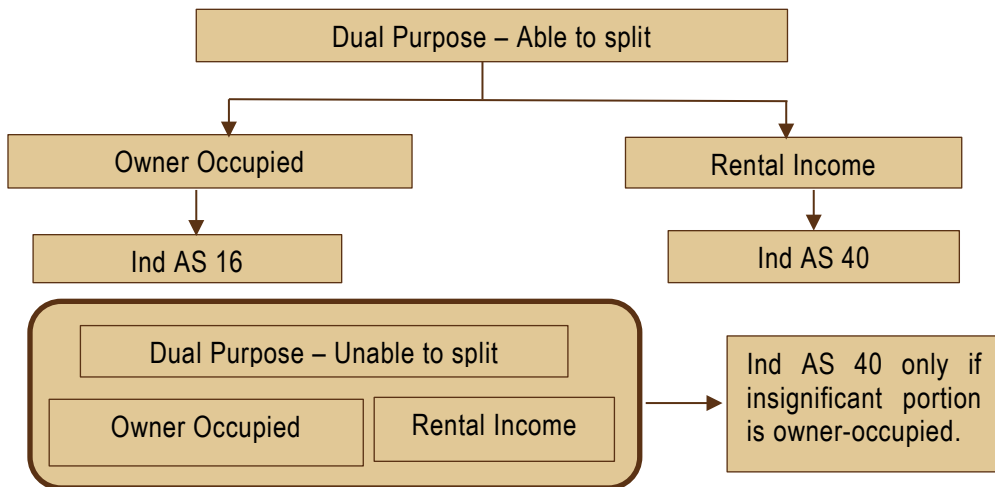 Dual Purpose – Able to split
Owner Occupied
Rental Income
Ind AS 16
Ind AS 40
Dual Purpose – Unable to split
Owner Occupied
Rental Income
Ind AS 40 only if
insignificant portion
is owner-occupied.